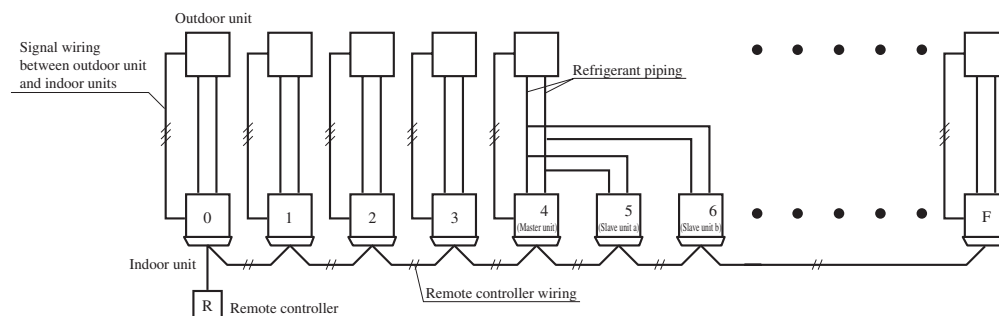 Outdoor unit
Signal wiring
between outdoor unit
and indoor units
Refrigerant piping
0
1
2
3
4
(Master unit)
5
(Slave unit a)
6
(Slave unit b)
F
Indoor unit
Remote controller wiring
R
Remote controller